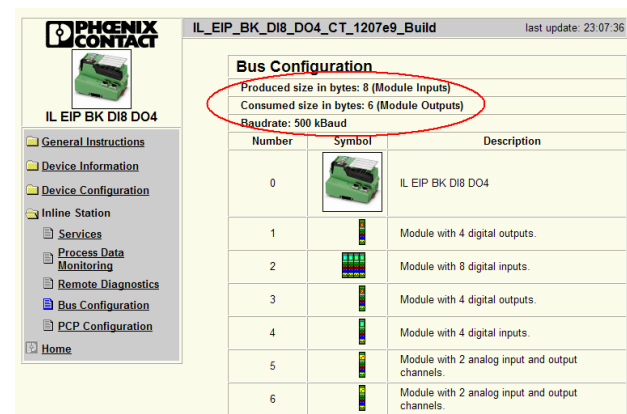 PHŒNIX
CONTACT
IL EIP BK DI8 DO4
General Instructions
Device Information
Device Configuration
Inline Station
Services
Process Data
Monitoring
Remote Diagnostics
Bus Configuration
PCP Configuration
Home
IL_EIP_BK_DI8_DO4_CT_1207e9_Build
last update: 23:07:36
Bus Configuration
Produced size in bytes: 8 (Module Inputs)
Consumed size in bytes: 6 (Module Outputs)
Baudrate: 500 kBaud
Number Symbol Description
0 IL EIP BK DI8 DO4
1 Module with 4 digital outputs.
2 Module with 8 digital inputs.
3 Module with 4 digital outputs.
4 Module with 4 digital inputs.
5 Module with 2 analog input and output
channels.
6 Module with 2 analog input and output
channels.